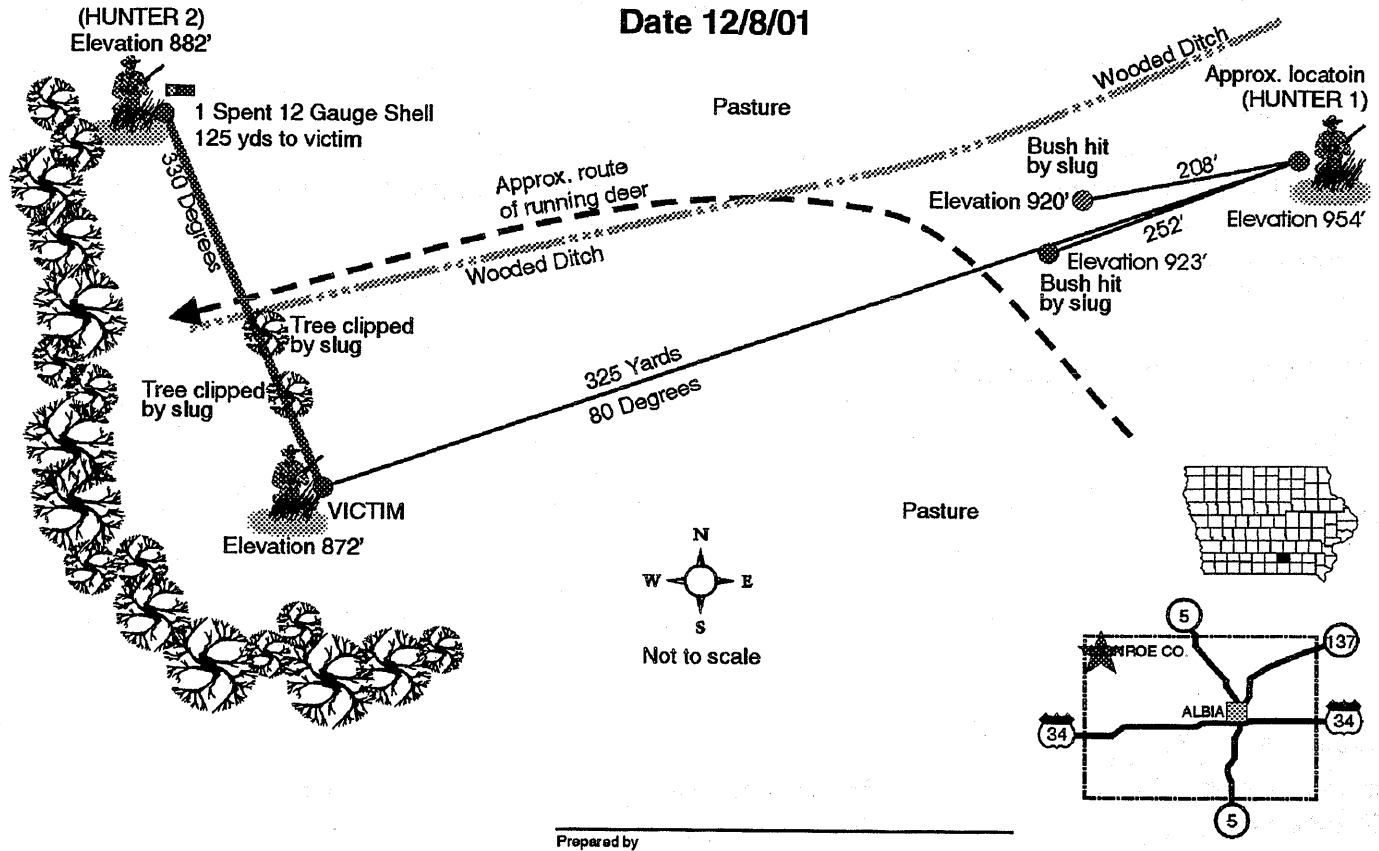 Date 12/8/01
(HUNTER 2)
Elevation 882'
1 Spent 12 Gauge Shell
125 yds to victim
330 Degrees
Pasture
Wooded Ditch
Approx. locatoin
(HUNTER 1)
Bush hit
by slug
208'
Elevation 920'
Elevation 954'
252'
Elevation 923'
Bush hit
by slug
Approx. route
of running deer
Wooded Ditch
Tree clipped
by slug
Tree clipped
by slug
325 Yards
80 Degrees
VICTIM
Elevation 872'
Pasture
N
W E
S
Not to scale
5
137
NROE CO.
ALBIA
34
34
5
Prepared by